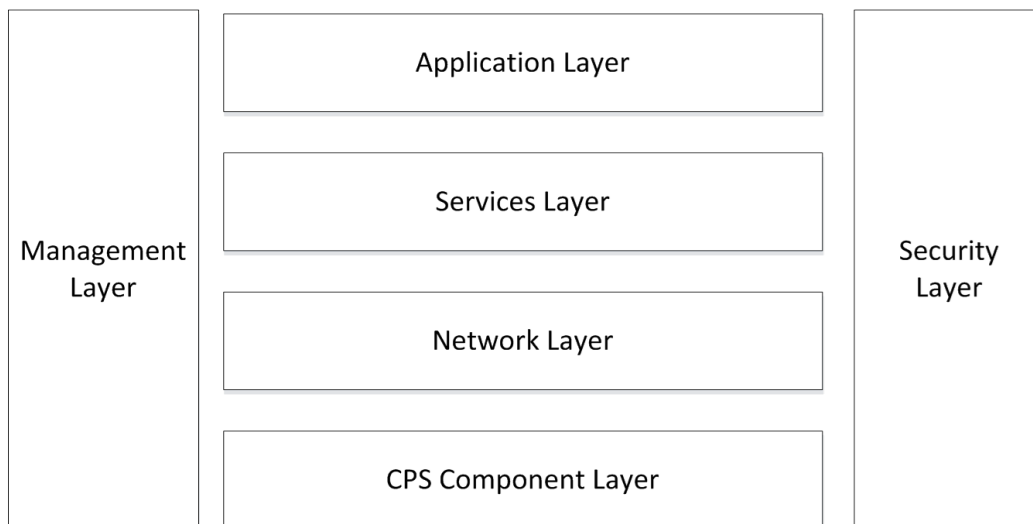 Management
Layer
Application Layer
Services Layer
Network Layer
CPS Component Layer
Security
Layer